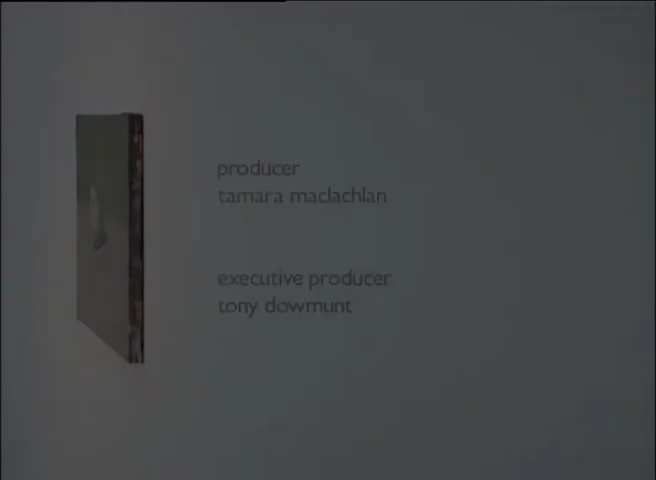 producer
tamara maclachlan
executive producer
tony dowmunt